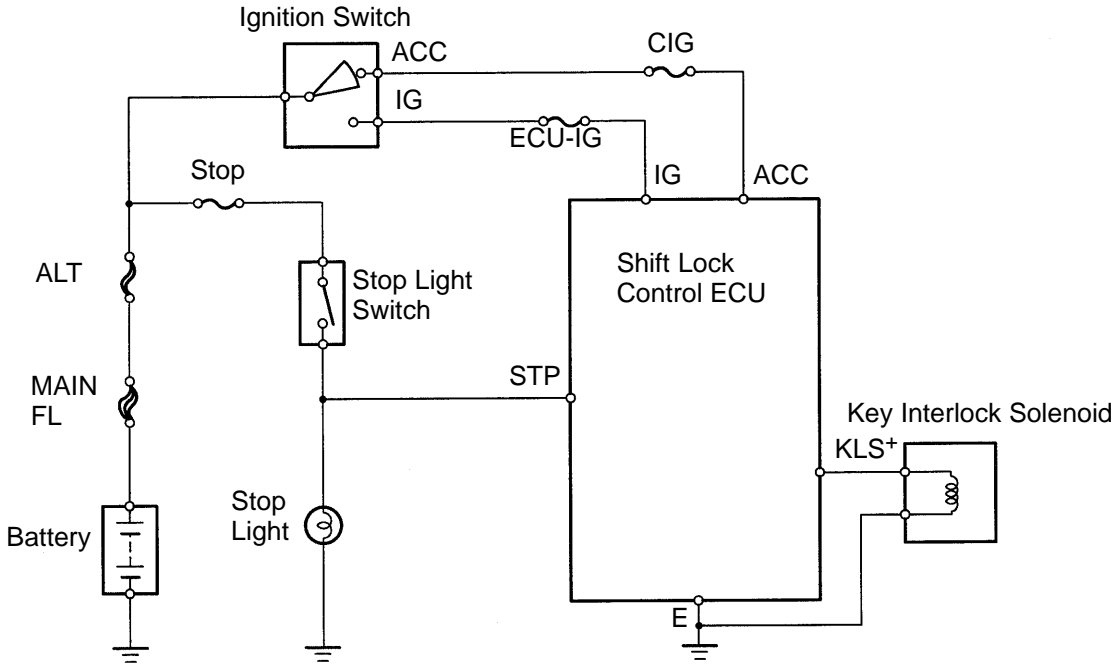 Ignition Switch
ACC
CIG
IG
ECU-IG
Stop
IG
ACC
ALT
Stop Light
Switch
Shift Lock
Control ECU
MAIN
FL
STP
Key Interlock Solenoid
KLS+
Stop
Light
Battery
E